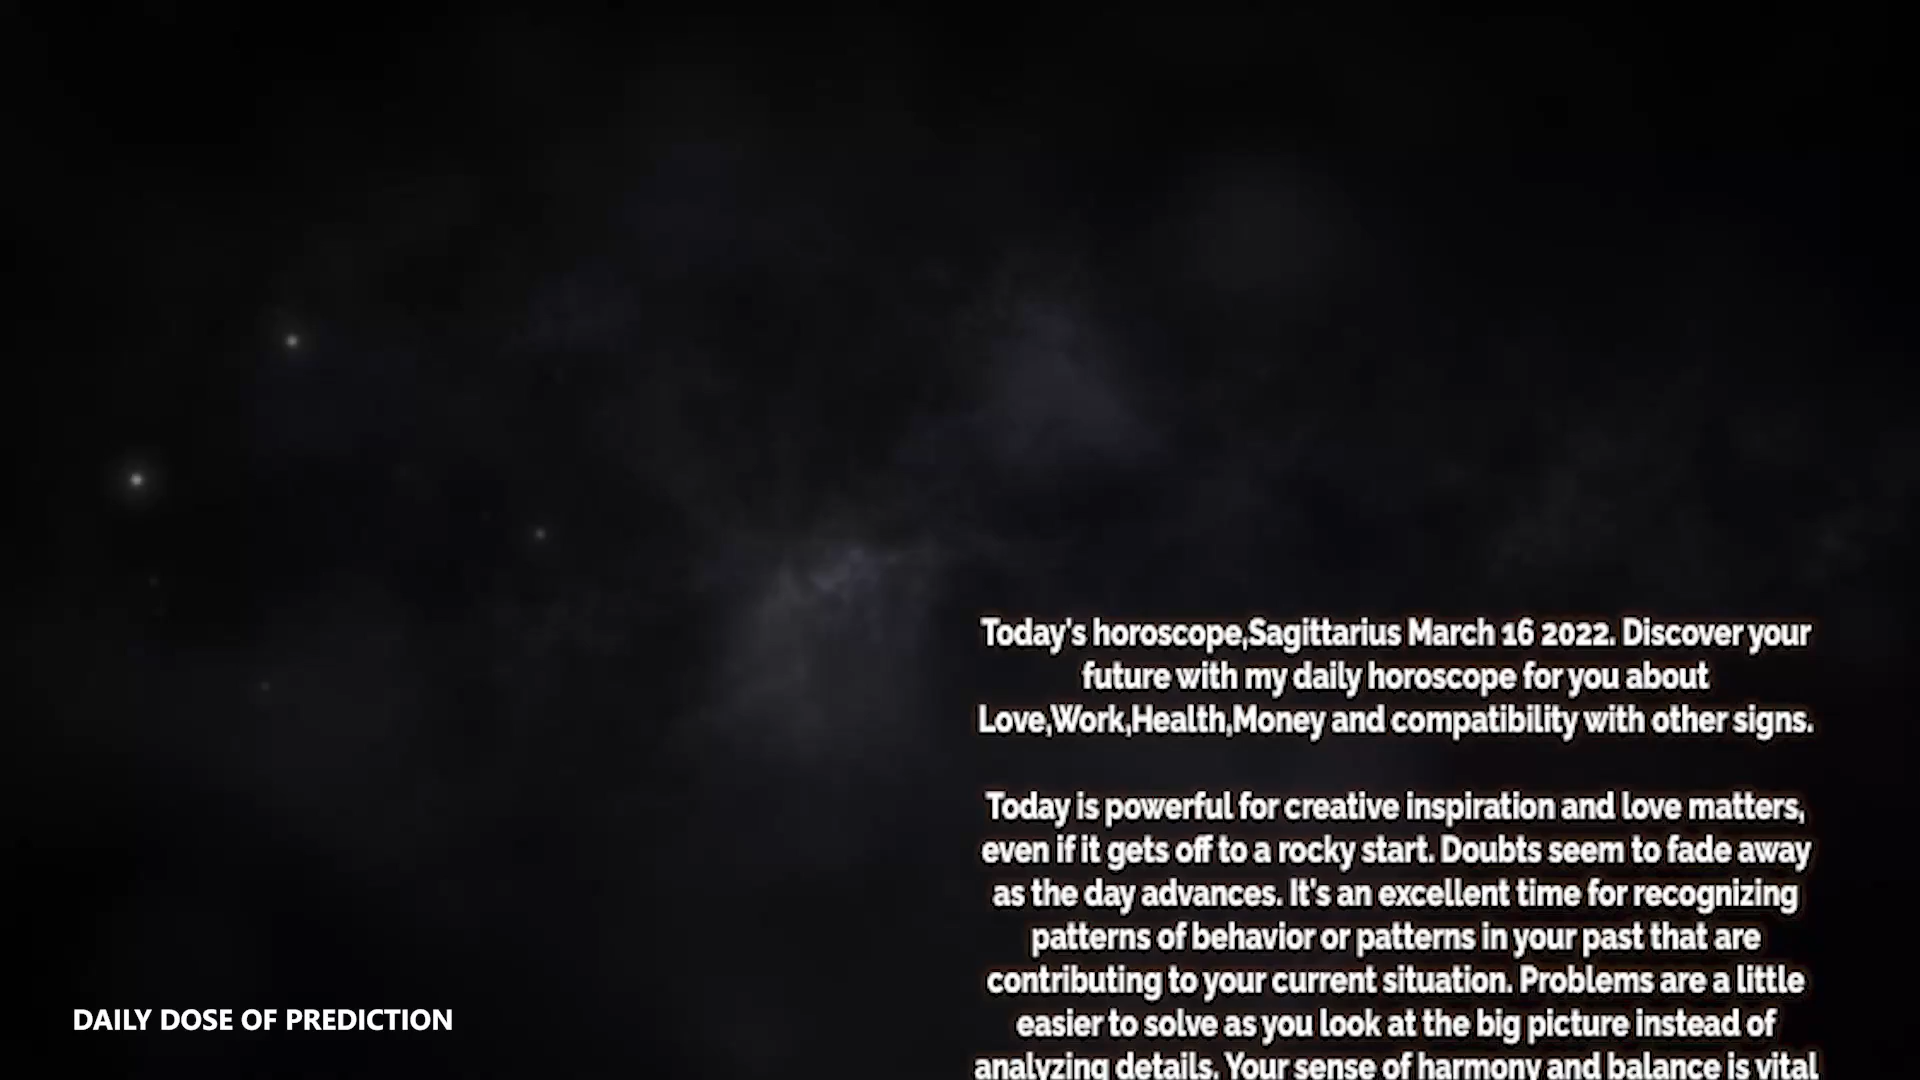 Today's horoscope,Sagittarius March 16 2022. Discover your
future with my daily horoscope for you about
Love,Work,Health,Money and compatibility with other signs.
Today is powerful for creative inspiration and love matters,
even if it gets off to a rocky start. Doubts seem to fade away
as the day advances. It's an excellent time for recognizing
patterns of behavior or patterns in your past that are
contributing to your current situation. Problems are a little
easier to solve as you look at the big picture instead of
analyzing details. Your sense of harmony and balance is vital
DAILY DOSE OF PREDICTION